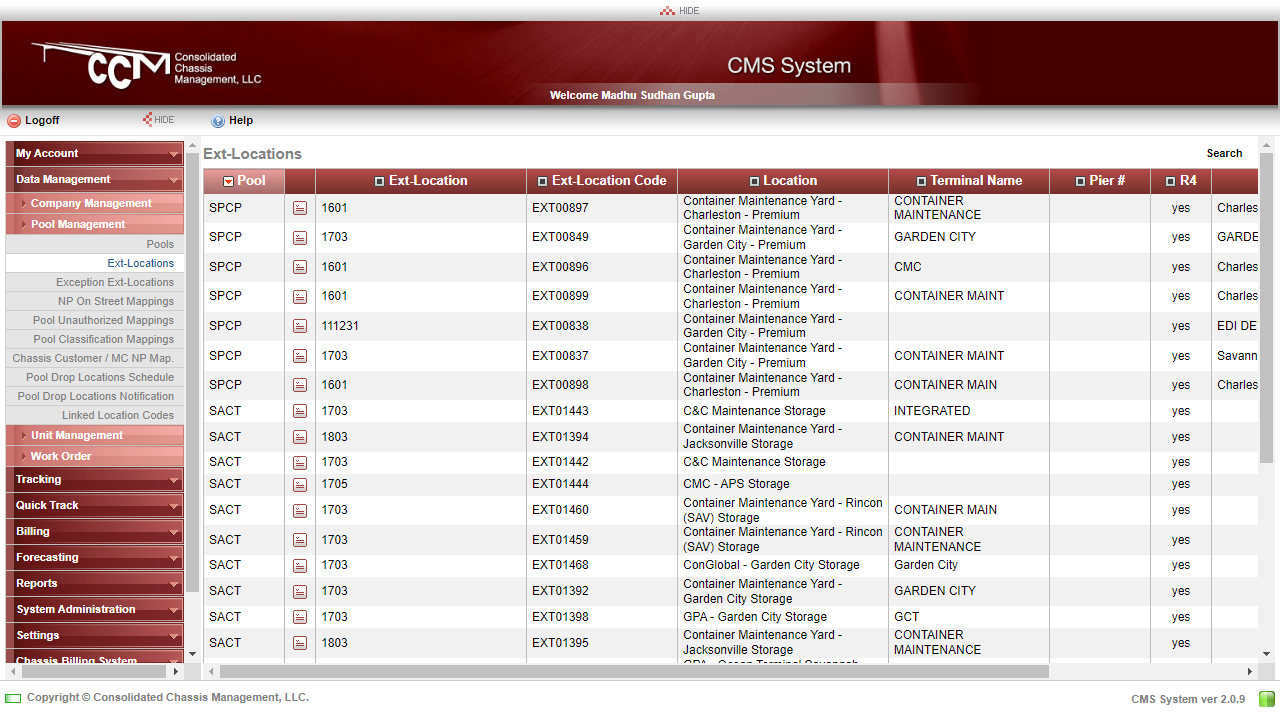 HIDE
CCM Consolidated
Chassis
Management, LLC
CMS System
Welcome Madhu Sudhan Gupta
Logoff HIDE Help
My Account
Data Management
Company Management
Pool Management
Pools
Ext-Locations
Exception Ext-Locations
NP On Street Mappings
Pool Unauthorized Mappings
Pool Classification Mappings
Chassis Customer / MC NP Map.
Pool Drop Locations Schedule
Pool Drop Locations Notification
Linked Location Codes
Unit Management
Work Order
Tracking
Quick Track
Billing
Forecasting
Reports
System Administration
Settings
Chassis Billing System
Ext-Locations Search
Pool Ext-Location Ext-Location Code Location Terminal Name Pier # R4
SPCP 1601 EXT00897 Container Maintenance Yard - Charleston - Premium CONTAINER MAINTENANCE yes Charles
SPCP 1703 EXT00849 Container Maintenance Yard - Garden City - Premium GARDEN CITY yes GARDE
SPCP 1601 EXT00896 Container Maintenance Yard - Charleston - Premium CMC yes Charles
SPCP 1601 EXT00899 Container Maintenance Yard - Charleston - Premium CONTAINER MAINT yes Charles
SPCP 111231 EXT00838 Container Maintenance Yard - Garden City - Premium yes EDI DE
SPCP 1703 EXT00837 Container Maintenance Yard - Garden City - Premium CONTAINER MAINT yes Savann
SPCP 1601 EXT00898 Container Maintenance Yard - Charleston - Premium CONTAINER MAIN yes Charles
SACT 1703 EXT01443 C&C Maintenance Storage INTEGRATED yes
SACT 1803 EXT01394 Container Maintenance Yard - Jacksonville Storage CONTAINER MAINT yes
SACT 1703 EXT01442 C&C Maintenance Storage yes
SACT 1705 EXT01444 CMC - APS Storage yes
SACT 1703 EXT01460 Container Maintenance Yard - Rincon (SAV) Storage CONTAINER MAIN yes
SACT 1703 EXT01459 Container Maintenance Yard - Rincon (SAV) Storage CONTAINER MAINTENANCE yes
SACT 1703 EXT01468 ConGlobal - Garden City Storage Garden City yes
SACT 1703 EXT01392 Container Maintenance Yard - Garden City Storage GARDEN CITY yes
SACT 1703 EXT01398 GPA - Garden City Storage GCT yes
SACT 1803 EXT01395 Container Maintenance Yard - Jacksonville Storage CONTAINER MAINTENANCE yes
Copyright © Consolidated Chassis Management, LLC. CMS System ver 2.0.9